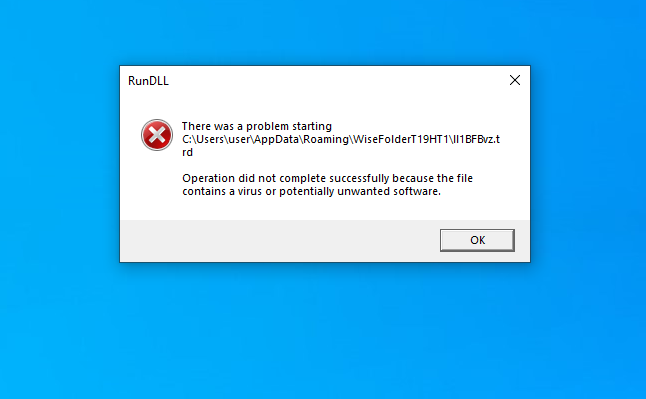 RunDLL
There was a problem starting
C:\Users\user\AppData\Roaming\WiseFolderT19HT1\Il1BFBvz.t
rd
Operation did not complete successfully because the file
contains a virus or potentially unwanted software.
OK